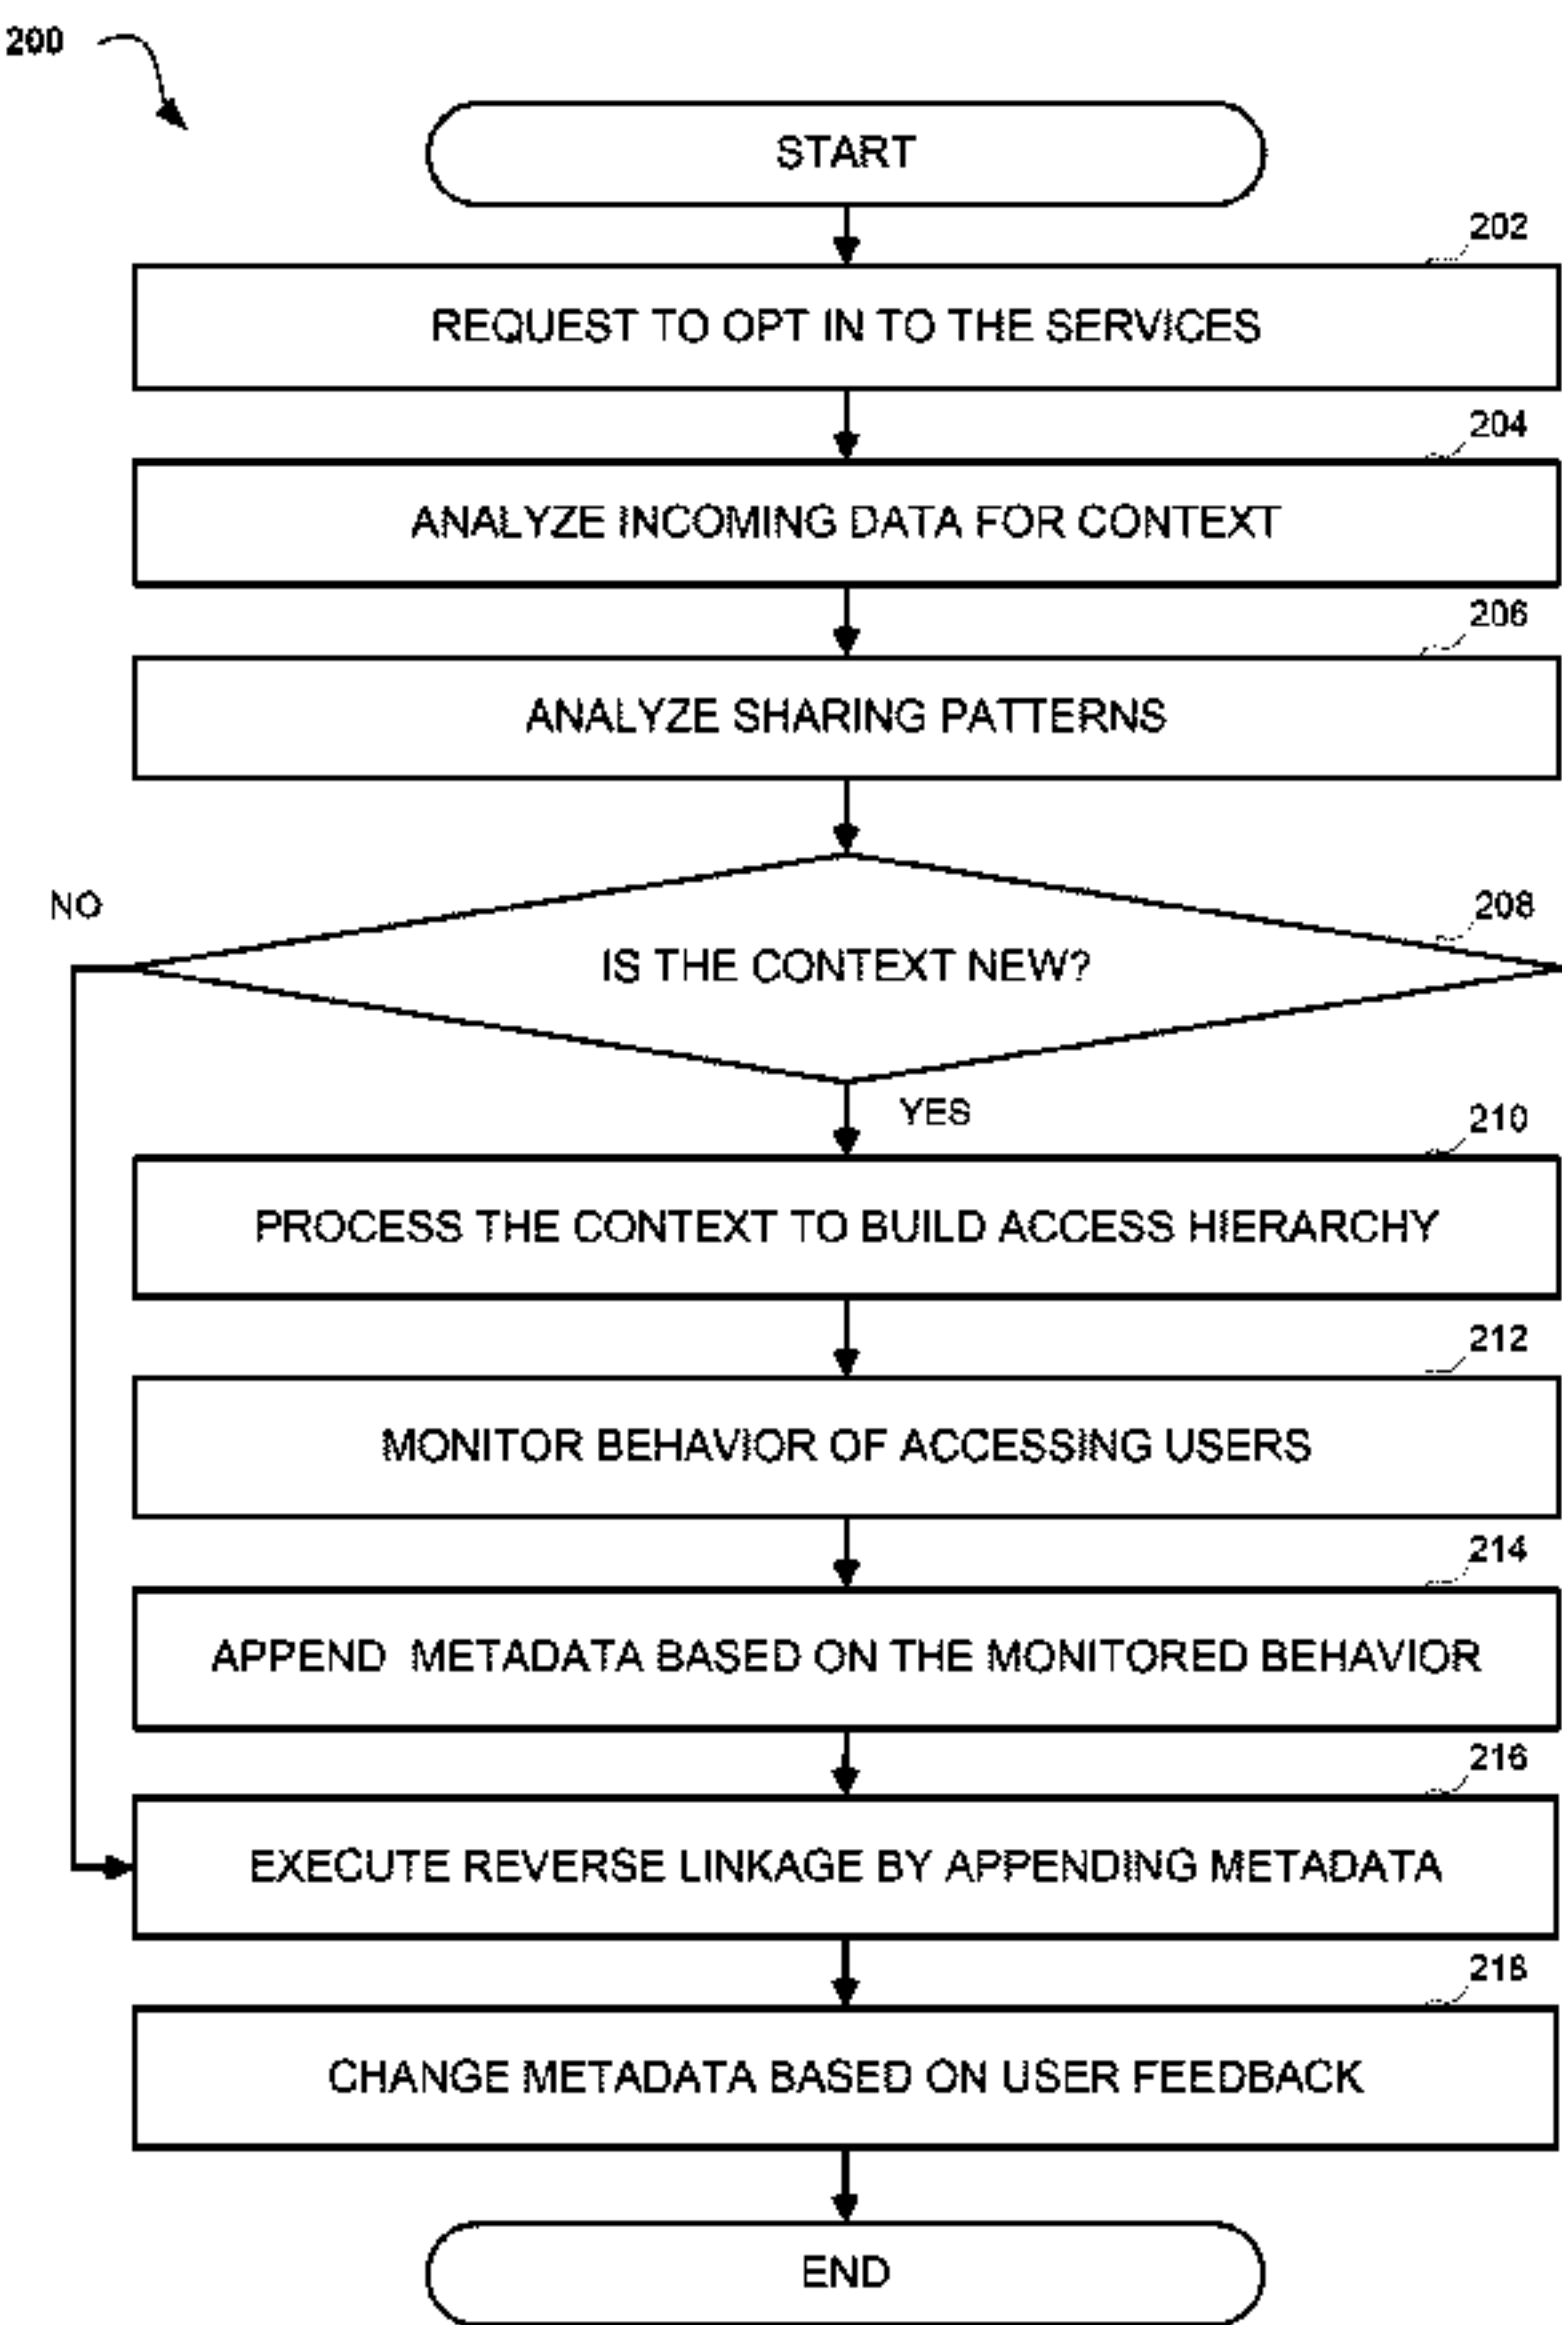 200
START
202
REQUEST TO OPT IN TO THE SERVICES
204
ANALYZE INCOMING DATA FOR CONTEXT
206
ANALYZE SHARING PATTERNS
NO
208
IS THE CONTEXT NEW?
YES
210
PROCESS THE CONTEXT TO BUILD ACCESS HIERARCHY
212
MONITOR BEHAVIOR OF ACCESSING USERS
214
APPEND METADATA BASED ON THE MONITORED BEHAVIOR
216
EXECUTE REVERSE LINKAGE BY APPENDING METADATA
218
CHANGE METADATA BASED ON USER FEEDBACK
END